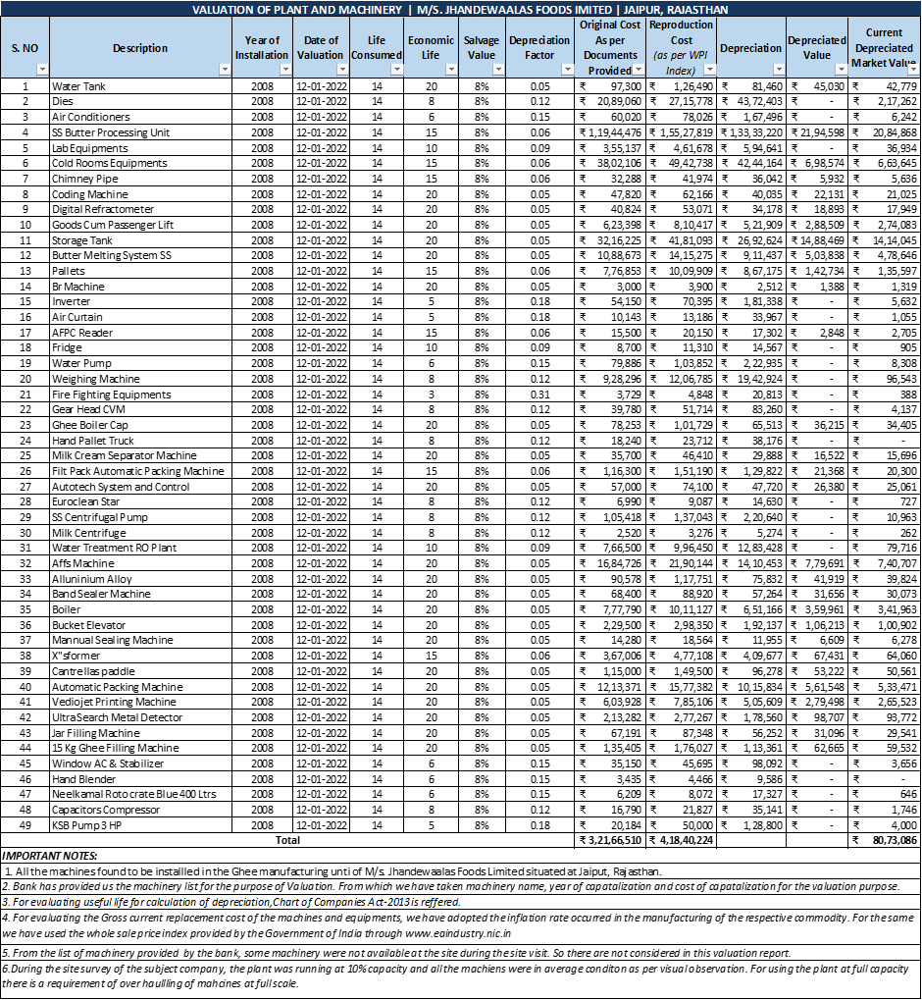 VALUATION OF PLANT AND MACHINERY | M/S. JHANDEWAALAS FOODS lMITED | JAIPUR, RAJASTHAN
S. NO Description Year of Installation Date of Valuation Life Consumed Economic Life Salvage Value Depreciation Factor Original Cost As per Documents Provided Reproduction Cost (as per WPI Index) Depreciation Depreciated Value Current Depreciated Market Value
1 Water Tank 2008 12-01-2022 14 20 8% 0.05 ₹ 97,300 ₹ 1,26,490 ₹ 81,460 ₹ 45,030 ₹ 42,779
2 Dies 2008 12-01-2022 14 8 8% 0.12 ₹ 20,89,060 ₹ 27,15,778 ₹ 43,72,403 ₹ - ₹ 2,17,262
3 Air Conditioners 2008 12-01-2022 14 6 8% 0.15 ₹ 60,020 ₹ 78,026 ₹ 1,67,496 ₹ - ₹ 6,242
4 SS Butter Processing Unit 2008 12-01-2022 14 15 8% 0.06 ₹ 1,19,44,476 ₹ 1,55,27,819 ₹ 1,33,33,220 ₹ 21,94,598 ₹ 20,84,868
5 Lab Equipments 2008 12-01-2022 14 10 8% 0.09 ₹ 3,55,137 ₹ 4,61,678 ₹ 5,94,641 ₹ - ₹ 36,934
6 Cold Rooms Equipments 2008 12-01-2022 14 15 8% 0.06 ₹ 38,02,106 ₹ 49,42,738 ₹ 42,44,164 ₹ 6,98,574 ₹ 6,63,645
7 Chimney Pipe 2008 12-01-2022 14 15 8% 0.06 ₹ 32,288 ₹ 41,974 ₹ 36,042 ₹ 5,932 ₹ 5,636
8 Coding Machine 2008 12-01-2022 14 20 8% 0.05 ₹ 47,820 ₹ 62,166 ₹ 40,035 ₹ 22,131 ₹ 21,025
9 Digital Refractometer 2008 12-01-2022 14 20 8% 0.05 ₹ 40,824 ₹ 53,071 ₹ 34,178 ₹ 18,893 ₹ 17,949
10 Goods Cum Passenger Lift 2008 12-01-2022 14 20 8% 0.05 ₹ 6,23,398 ₹ 8,10,417 ₹ 5,21,909 ₹ 2,88,509 ₹ 2,74,083
11 Storage Tank 2008 12-01-2022 14 20 8% 0.05 ₹ 32,16,225 ₹ 41,81,093 ₹ 26,92,624 ₹ 14,88,469 ₹ 14,14,045
12 Butter Melting System SS 2008 12-01-2022 14 20 8% 0.05 ₹ 10,88,673 ₹ 14,15,275 ₹ 9,11,437 ₹ 5,03,838 ₹ 4,78,646
13 Pallets 2008 12-01-2022 14 15 8% 0.06 ₹ 7,76,853 ₹ 10,09,909 ₹ 8,67,175 ₹ 1,42,734 ₹ 1,35,597
14 Br Machine 2008 12-01-2022 14 20 8% 0.05 ₹ 3,000 ₹ 3,900 ₹ 2,512 ₹ 1,388 ₹ 1,319
15 Inverter 2008 12-01-2022 14 5 8% 0.18 ₹ 54,150 ₹ 70,395 ₹ 1,81,338 ₹ - ₹ 5,632
16 Air Curtain 2008 12-01-2022 14 5 8% 0.18 ₹ 10,143 ₹ 13,186 ₹ 33,967 ₹ - ₹ 1,055
17 AFPC Reader 2008 12-01-2022 14 15 8% 0.06 ₹ 15,500 ₹ 20,150 ₹ 17,302 ₹ 2,848 ₹ 2,705
18 Fridge 2008 12-01-2022 14 10 8% 0.09 ₹ 8,700 ₹ 11,310 ₹ 14,567 ₹ - ₹ 905
19 Water Pump 2008 12-01-2022 14 6 8% 0.15 ₹ 79,886 ₹ 1,03,852 ₹ 2,22,935 ₹ - ₹ 8,308
20 Weighing Machine 2008 12-01-2022 14 8 8% 0.12 ₹ 9,28,296 ₹ 12,06,785 ₹ 19,42,924 ₹ - ₹ 96,543
21 Fire Fighting Equipments 2008 12-01-2022 14 3 8% 0.31 ₹ 3,729 ₹ 4,848 ₹ 20,813 ₹ - ₹ 388
22 Gear Head CVM 2008 12-01-2022 14 8 8% 0.12 ₹ 39,780 ₹ 51,714 ₹ 83,260 ₹ - ₹ 4,137
23 Ghee Boiler Cap 2008 12-01-2022 14 20 8% 0.05 ₹ 78,253 ₹ 1,01,729 ₹ 65,513 ₹ 36,215 ₹ 34,405
24 Hand Pallet Truck 2008 12-01-2022 14 8 8% 0.12 ₹ 18,240 ₹ 23,712 ₹ 38,176 ₹ - ₹ -
25 Milk Cream Separator Machine 2008 12-01-2022 14 20 8% 0.05 ₹ 35,700 ₹ 46,410 ₹ 29,888 ₹ 16,522 ₹ 15,696
26 Filt Pack Automatic Packing Machine 2008 12-01-2022 14 15 8% 0.06 ₹ 1,16,300 ₹ 1,51,190 ₹ 1,29,822 ₹ 21,368 ₹ 20,300
27 Autotech System and Control 2008 12-01-2022 14 20 8% 0.05 ₹ 57,000 ₹ 74,100 ₹ 47,720 ₹ 26,380 ₹ 25,061
28 Euroclean Star 2008 12-01-2022 14 8 8% 0.12 ₹ 6,990 ₹ 9,087 ₹ 14,630 ₹ - ₹ 727
29 SS Centrifugal Pump 2008 12-01-2022 14 8 8% 0.12 ₹ 1,05,418 ₹ 1,37,043 ₹ 2,20,640 ₹ - ₹ 10,963
30 Milk Centrifuge 2008 12-01-2022 14 8 8% 0.12 ₹ 2,520 ₹ 3,276 ₹ 5,274 ₹ - ₹ 262
31 Water Treatment RO Plant 2008 12-01-2022 14 10 8% 0.09 ₹ 7,66,500 ₹ 9,96,450 ₹ 12,83,428 ₹ - ₹ 79,716
32 Affs Machine 2008 12-01-2022 14 20 8% 0.05 ₹ 16,84,726 ₹ 21,90,144 ₹ 14,10,453 ₹ 7,79,691 ₹ 7,40,707
33 Alluninium Alloy 2008 12-01-2022 14 20 8% 0.05 ₹ 90,578 ₹ 1,17,751 ₹ 75,832 ₹ 41,919 ₹ 39,824
34 Band Sealer Machine 2008 12-01-2022 14 20 8% 0.05 ₹ 68,400 ₹ 88,920 ₹ 57,264 ₹ 31,656 ₹ 30,073
35 Boiler 2008 12-01-2022 14 20 8% 0.05 ₹ 7,77,790 ₹ 10,11,127 ₹ 6,51,166 ₹ 3,59,961 ₹ 3,41,963
36 Bucket Elevator 2008 12-01-2022 14 20 8% 0.05 ₹ 2,29,500 ₹ 2,98,350 ₹ 1,92,137 ₹ 1,06,213 ₹ 1,00,902
37 Mannual Sealing Machine 2008 12-01-2022 14 20 8% 0.05 ₹ 14,280 ₹ 18,564 ₹ 11,955 ₹ 6,609 ₹ 6,278
38 X"sformer 2008 12-01-2022 14 15 8% 0.06 ₹ 3,67,006 ₹ 4,77,108 ₹ 4,09,677 ₹ 67,431 ₹ 64,060
39 Cantrellas paddle 2008 12-01-2022 14 20 8% 0.05 ₹ 1,15,000 ₹ 1,49,500 ₹ 96,278 ₹ 53,222 ₹ 50,561
40 Automatic Packing Machine 2008 12-01-2022 14 20 8% 0.05 ₹ 12,13,371 ₹ 15,77,382 ₹ 10,15,834 ₹ 5,61,548 ₹ 5,33,471
41 Vediojet Printing Machine 2008 12-01-2022 14 20 8% 0.05 ₹ 6,03,928 ₹ 7,85,106 ₹ 5,05,609 ₹ 2,79,498 ₹ 2,65,523
42 Ultra Search Metal Detector 2008 12-01-2022 14 20 8% 0.05 ₹ 2,13,282 ₹ 2,77,267 ₹ 1,78,560 ₹ 98,707 ₹ 93,772
43 Jar Filling Machine 2008 12-01-2022 14 20 8% 0.05 ₹ 67,191 ₹ 87,348 ₹ 56,252 ₹ 31,096 ₹ 29,541
44 15 Kg Ghee Filling Machine 2008 12-01-2022 14 20 8% 0.05 ₹ 1,35,405 ₹ 1,76,027 ₹ 1,13,361 ₹ 62,665 ₹ 59,532
45 Window AC & Stabilizer 2008 12-01-2022 14 6 8% 0.15 ₹ 35,150 ₹ 45,695 ₹ 98,092 ₹ - ₹ 3,656
46 Hand Blender 2008 12-01-2022 14 6 8% 0.15 ₹ 3,435 ₹ 4,466 ₹ 9,586 ₹ - ₹ -
47 Neelkamal Roto crate Blue 400 Ltrs 2008 12-01-2022 14 6 8% 0.15 ₹ 6,209 ₹ 8,072 ₹ 17,327 ₹ - ₹ 646
48 Capacitors Compressor 2008 12-01-2022 14 8 8% 0.12 ₹ 16,790 ₹ 21,827 ₹ 35,141 ₹ - ₹ 1,746
49 KSB Pump 3 HP 2008 12-01-2022 14 5 8% 0.18 ₹ 20,184 ₹ 50,000 ₹ 1,28,800 ₹ - ₹ 4,000
Total ₹ 3,21,66,510 ₹ 4,18,40,224 ₹ 80,73,086
IMPORTANT NOTES:
1. All the machines found to be installled in the Ghee manufacturing unti of M/s. Jhandewaalas Foods Limited situated at Jaiput, Rajasthan.
2. Bank has provided us the machinery list for the purpose of Valuation. From which we have taken machinery name, year of capatalization and cost of capatalization for the valuation purpose.
3. For evaluating useful life for calculation of depreciation,Chart of Companies Act-2013 is reffered.
4. For evaluating the Gross current replacement cost of the machines and equipments, we have adopted the inflation rate occurred in the manufacturing of the respective commodity. For the same
we have used the whole sale price index provided by the Government of India through www.eaindustry.nic.in
5. From the list of machinery provided by the bank, some machinery were not available at the site during the site visit. So there are not considered in this valuation report.
6.During the site survey of the subject company, the plant was running at 10% capacity and all the machiens were in average conditon as per visual observation. For using the plant at full capacity
there is a requirement of over haulling of mahcines at full scale.